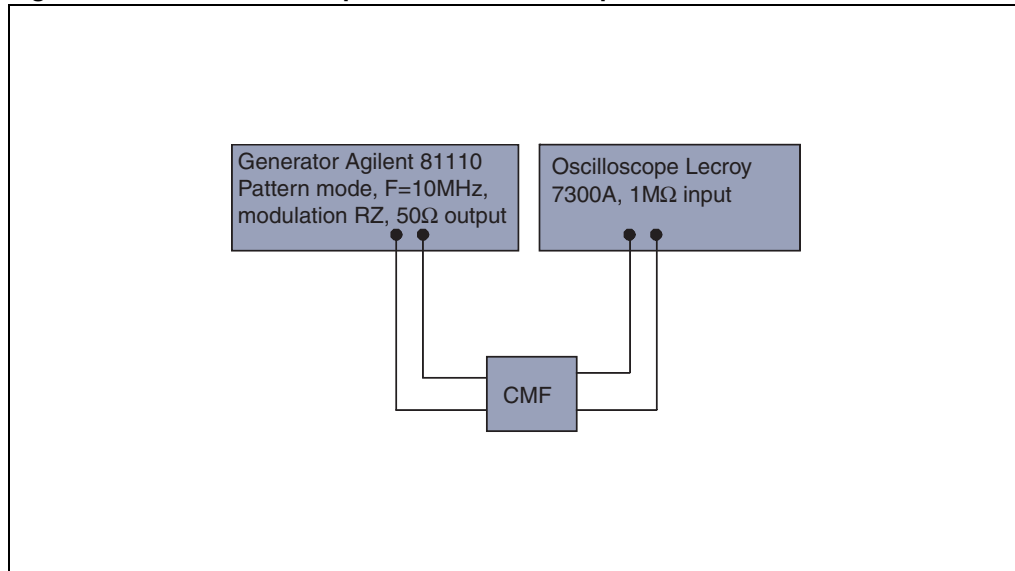 Generator Agilent 81110
Pattern mode, F=10MHz,
modulation RZ, 50Ω output
Oscilloscope Lecroy
7300A, 1MΩ input
CMF